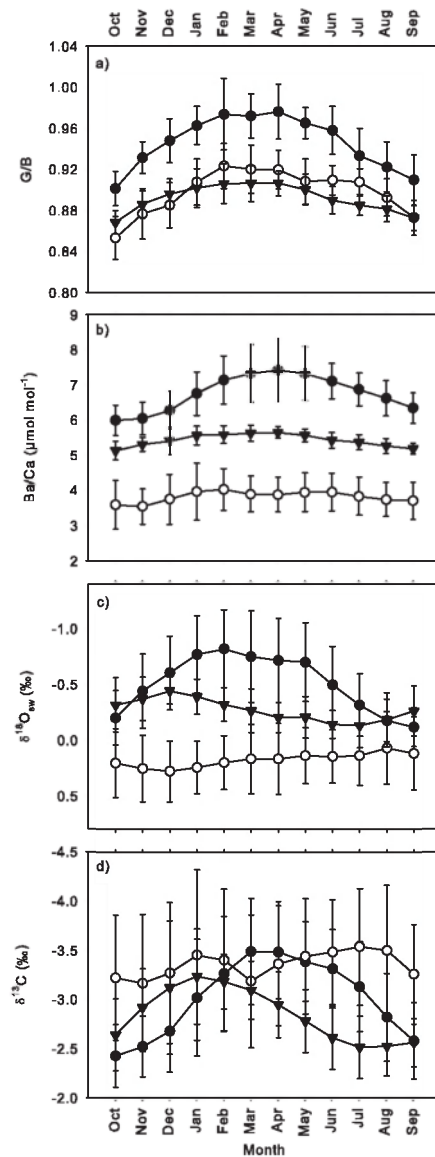 Oct Nov Dec Jan Feb Mar Apr May Jun Jul Aug Sep
a)
1.04
1.00
0.96
0.92
0.88
0.84
0.80
G/B
b)
9
8
7
6
5
4
3
2
Ba/Ca (µmol mol⁻¹)
c)
-1.0
-0.5
0.0
0.5
δ¹⁸Oₛw (‰)
d)
-4.5
-4.0
-3.5
-3.0
-2.5
-2.0
δ¹³C (‰)
Oct Nov Dec Jan Feb Mar Apr May Jun Jul Aug Sep
Month